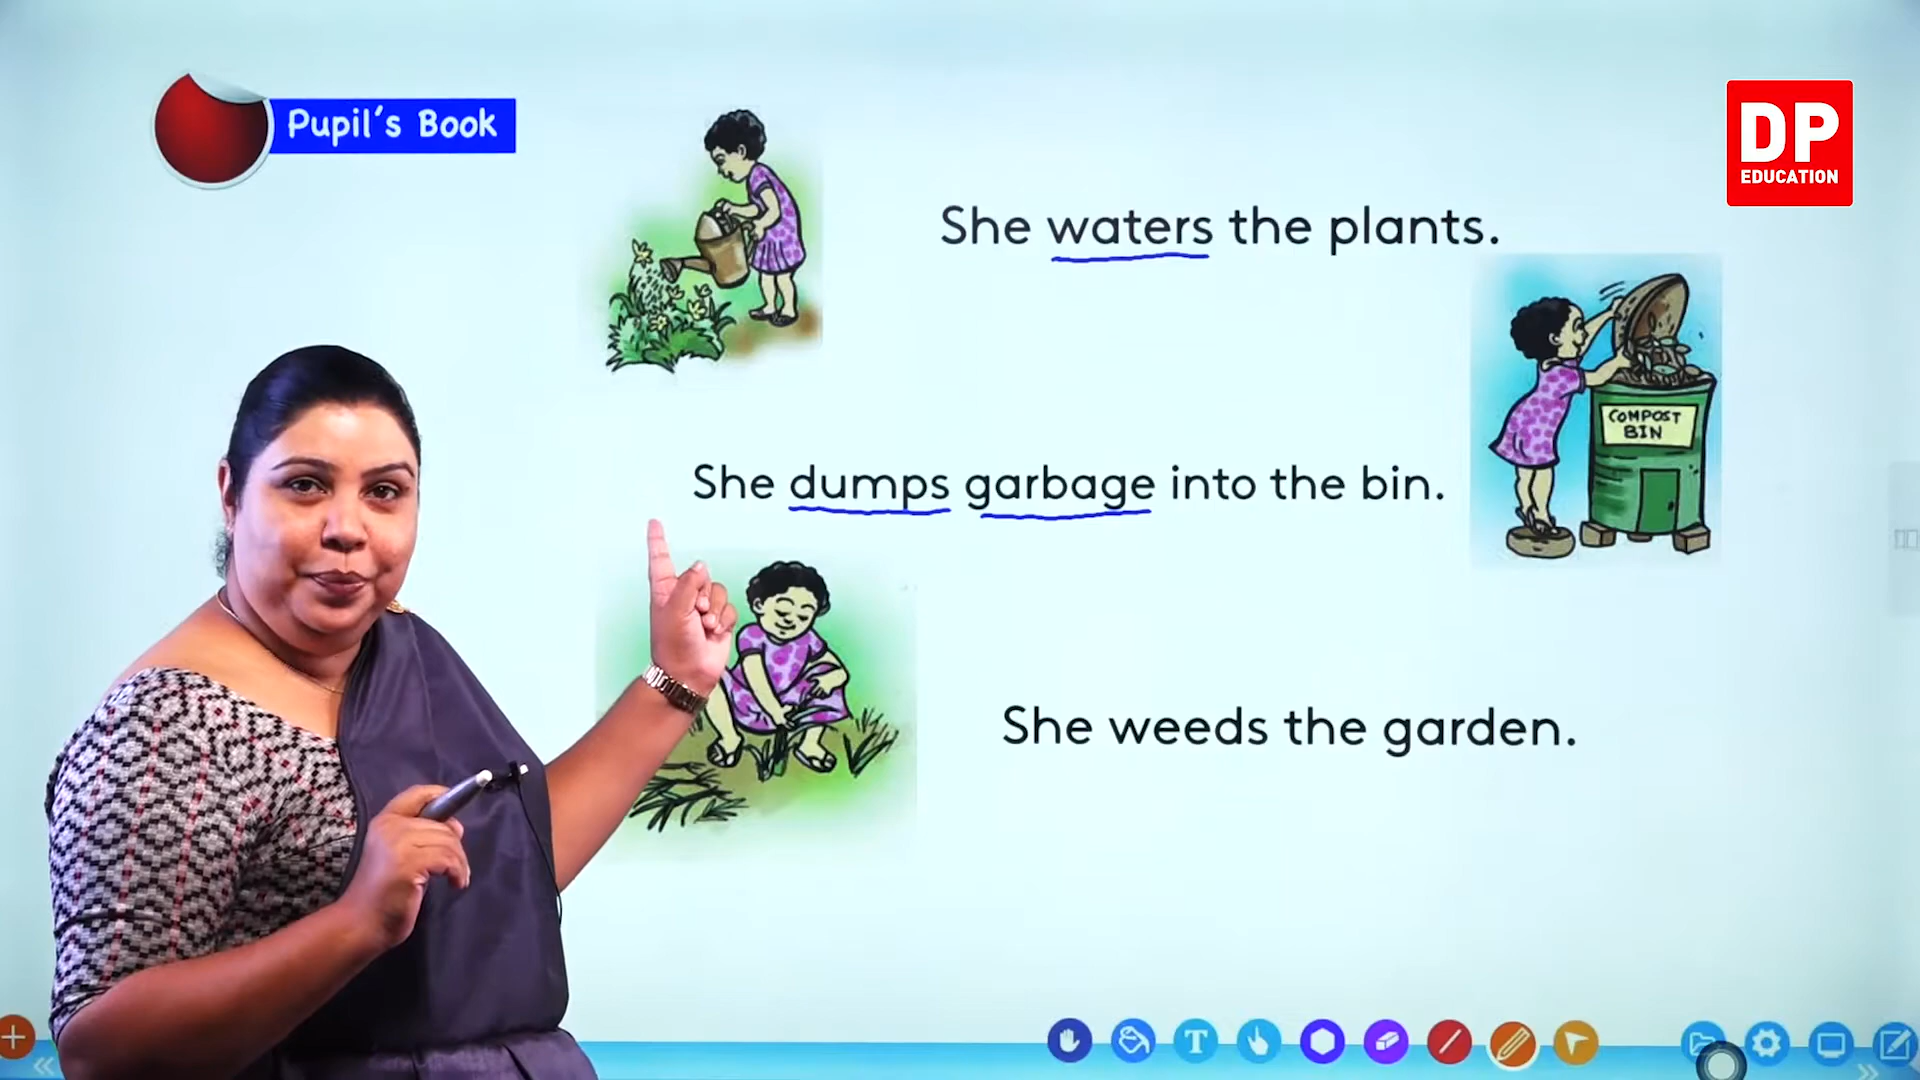 Pupil's Book
DP
EDUCATION
She waters the plants.
COMPOST
BIN
She dumps garbage into the bin.
She weeds the garden.
T